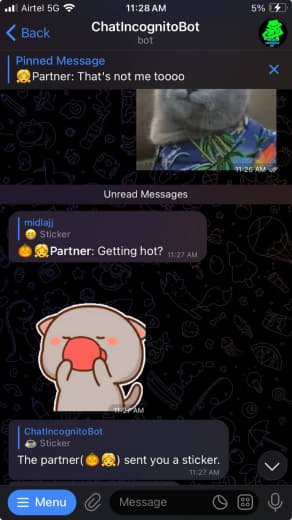 Airtel 5G
11:28 AM
5%
Back
ChatIncognitoBot
bot
Pinned Message
👧Partner: That's not me toooo
11:26 AM
Unread Messages
midlajj
Sticker
🎃👧Partner: Getting hot?
11:27 AM
11:27 AM
ChatIncognitoBot
Sticker
The partner(🎃👧) sent you a sticker.
11:27 AM
Menu
Message